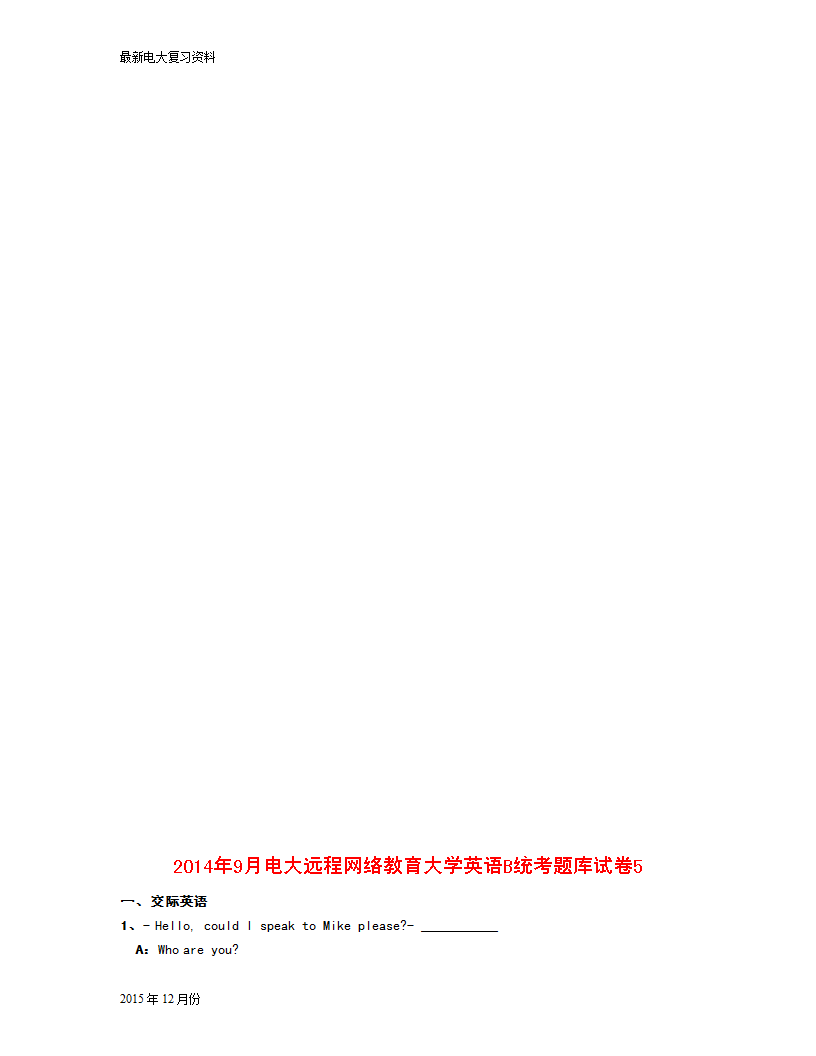 最新电大复习资料
2014年9月电大远程网络教育大学英语B统考题库试卷5
一、交际英语
1、- Hello, could I speak to Mike please?- ___________
A：Who are you?
2015年12月份